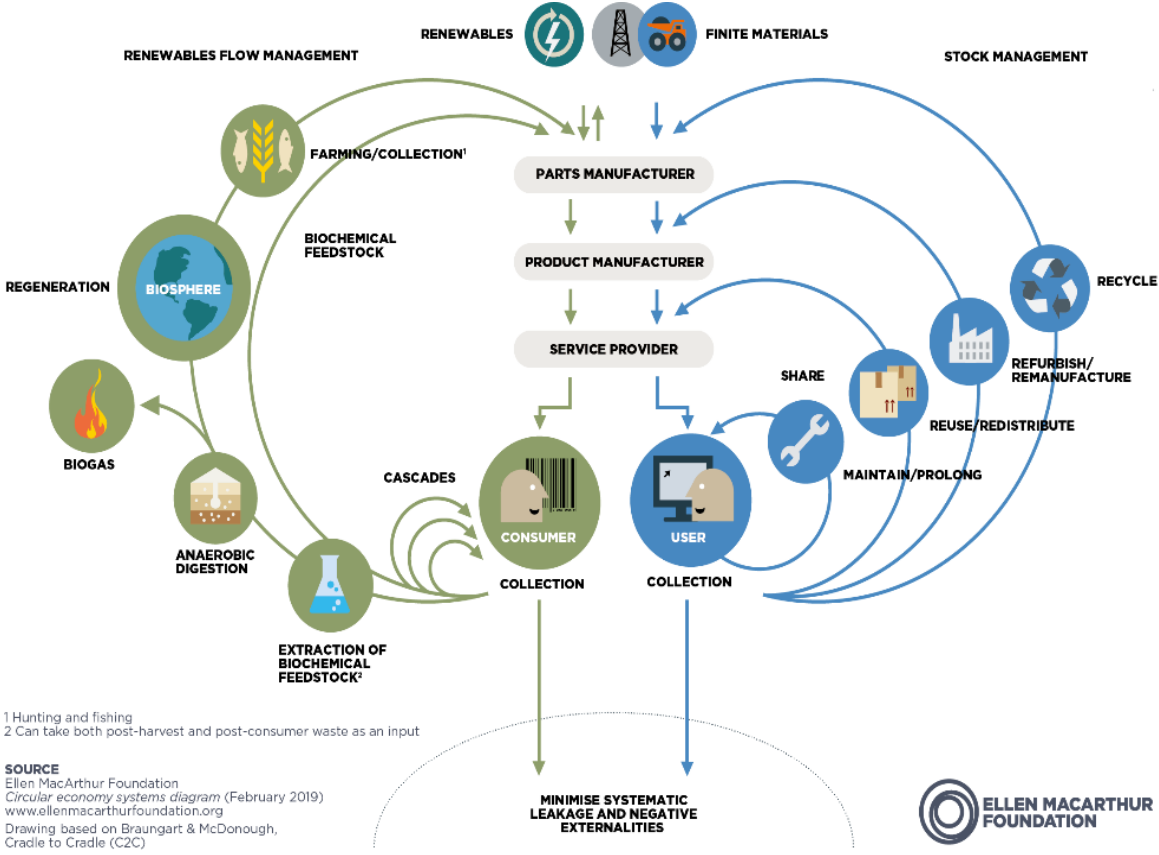 RENEWABLES
FINITE MATERIALS
RENEWABLES FLOW MANAGEMENT
STOCK MANAGEMENT
FARMING/COLLECTION¹
PARTS MANUFACTURER
BIOCHEMICAL
FEEDSTOCK
PRODUCT MANUFACTURER
REGENERATION
BIOSPHERE
RECYCLE
SERVICE PROVIDER
REFURBISH/
REMANUFACTURE
SHARE
REUSE/REDISTRIBUTE
BIOGAS
CASCADES
MAINTAIN/PROLONG
CONSUMER
USER
ANAEROBIC
DIGESTION
COLLECTION
COLLECTION
EXTRACTION OF
BIOCHEMICAL
FEEDSTOCK²
1 Hunting and fishing
2 Can take both post-harvest and post-consumer waste as an input
SOURCE
Ellen MacArthur Foundation
Circular economy systems diagram (February 2019)
www.ellenmacarthurfoundation.org
Drawing based on Braungart & McDonough,
Cradle to Cradle (C2C)
MINIMISE SYSTEMATIC
LEAKAGE AND NEGATIVE
EXTERNALITIES
ELLEN MACARTHUR
FOUNDATION